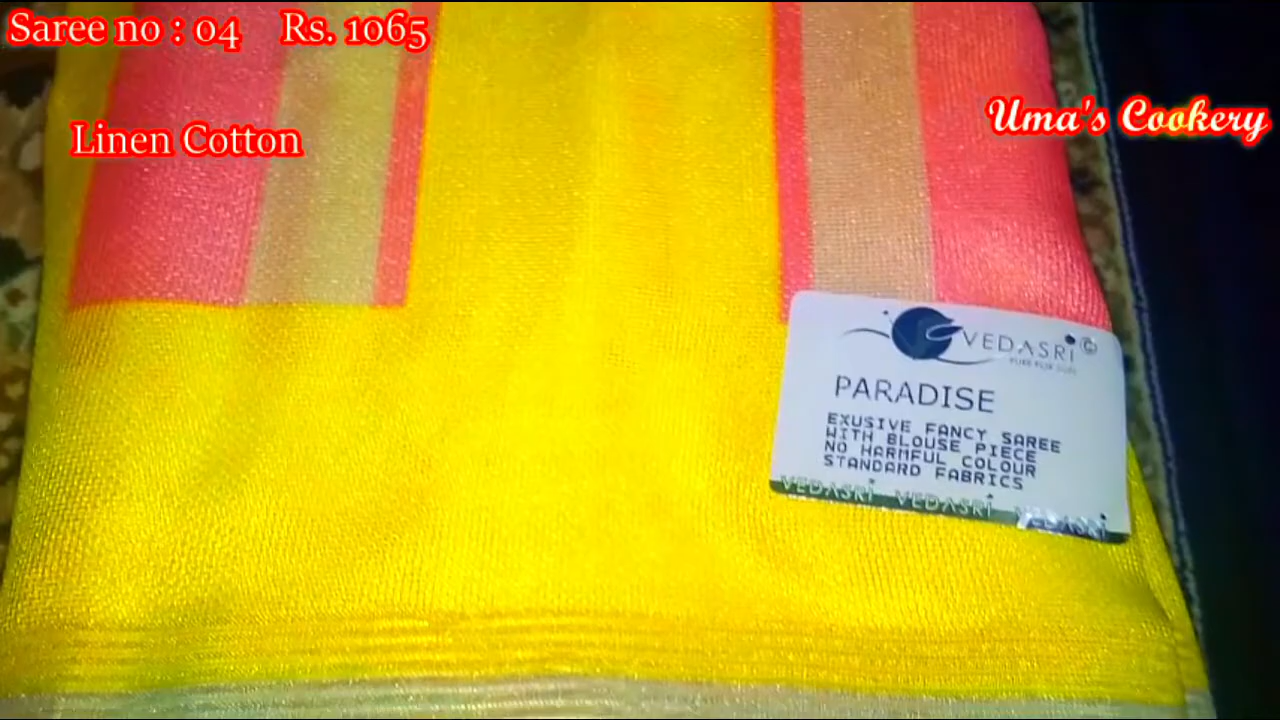 Saree no : 04 Rs. 1065
Linen Cotton
Uma's Cookery
VEDASRI ©
PARADISE
EXUSIVE FANCY SAREE
WITH BLOUSE PIECE
NO HARMFUL COLOUR
STANDARD FABRICS
VEDASRI VEDASRI VEDASRI